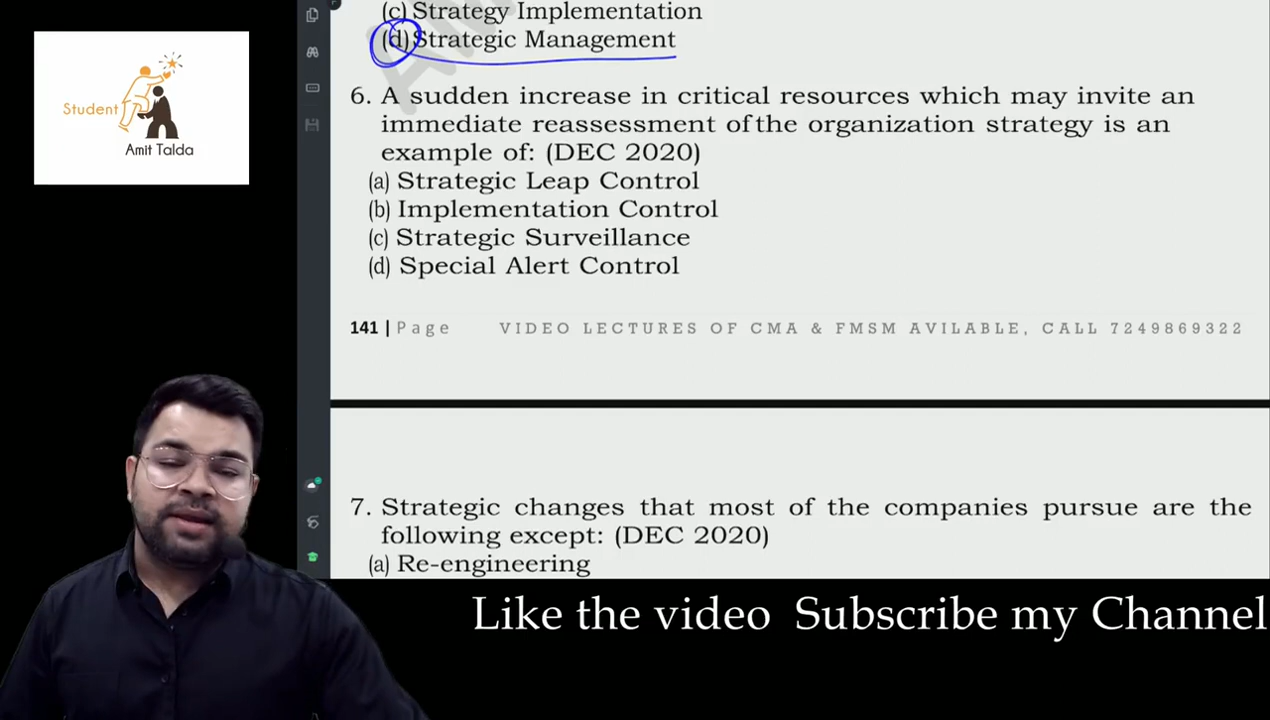 Student
Amit Talda
(c) Strategy Implementation
(d) Strategic Management
6. A sudden increase in critical resources which may invite an
immediate reassessment of the organization strategy is an
example of: (DEC 2020)
(a) Strategic Leap Control
(b) Implementation Control
(c) Strategic Surveillance
(d) Special Alert Control
141 | Page VIDEO LECTURES OF CMA & FMSM AVILABLE, CALL 7249869322
7. Strategic changes that most of the companies pursue are the
following except: (DEC 2020)
(a) Re-engineering
Like the video Subscribe my Channel